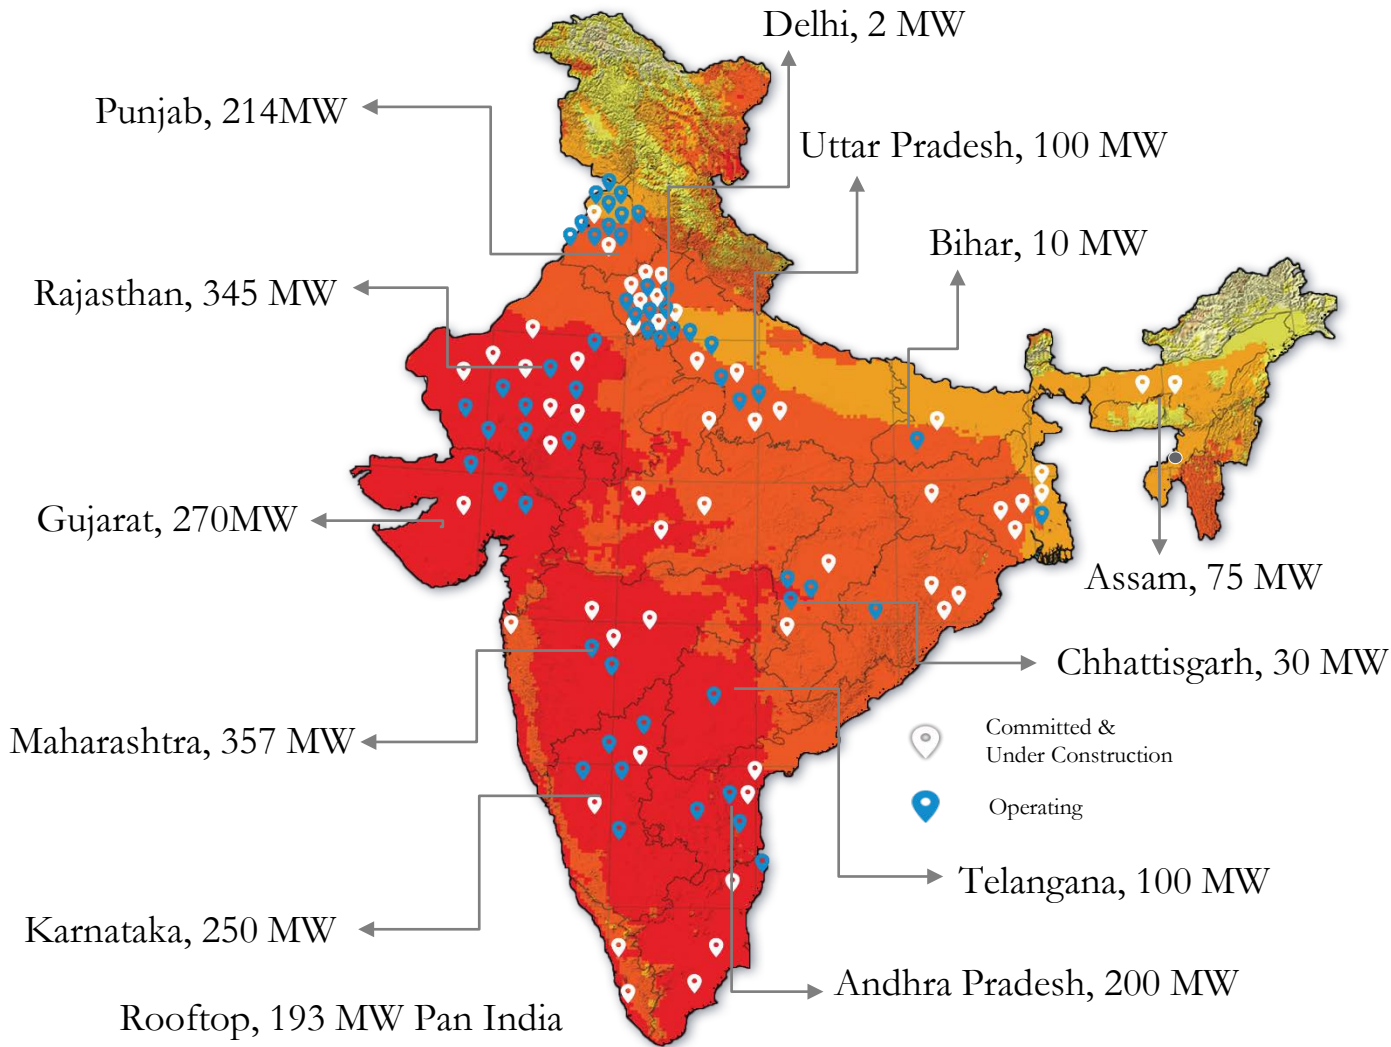 Delhi, 2 MW
Punjab, 214MW
Uttar Pradesh, 100 MW
Bihar, 10 MW
Rajasthan, 345 MW
Gujarat, 270MW
Assam, 75 MW
Chhattisgarh, 30 MW
Maharashtra, 357 MW
Committed &
Under Construction
Operating
Telangana, 100 MW
Karnataka, 250 MW
Andhra Pradesh, 200 MW
Rooftop, 193 MW Pan India